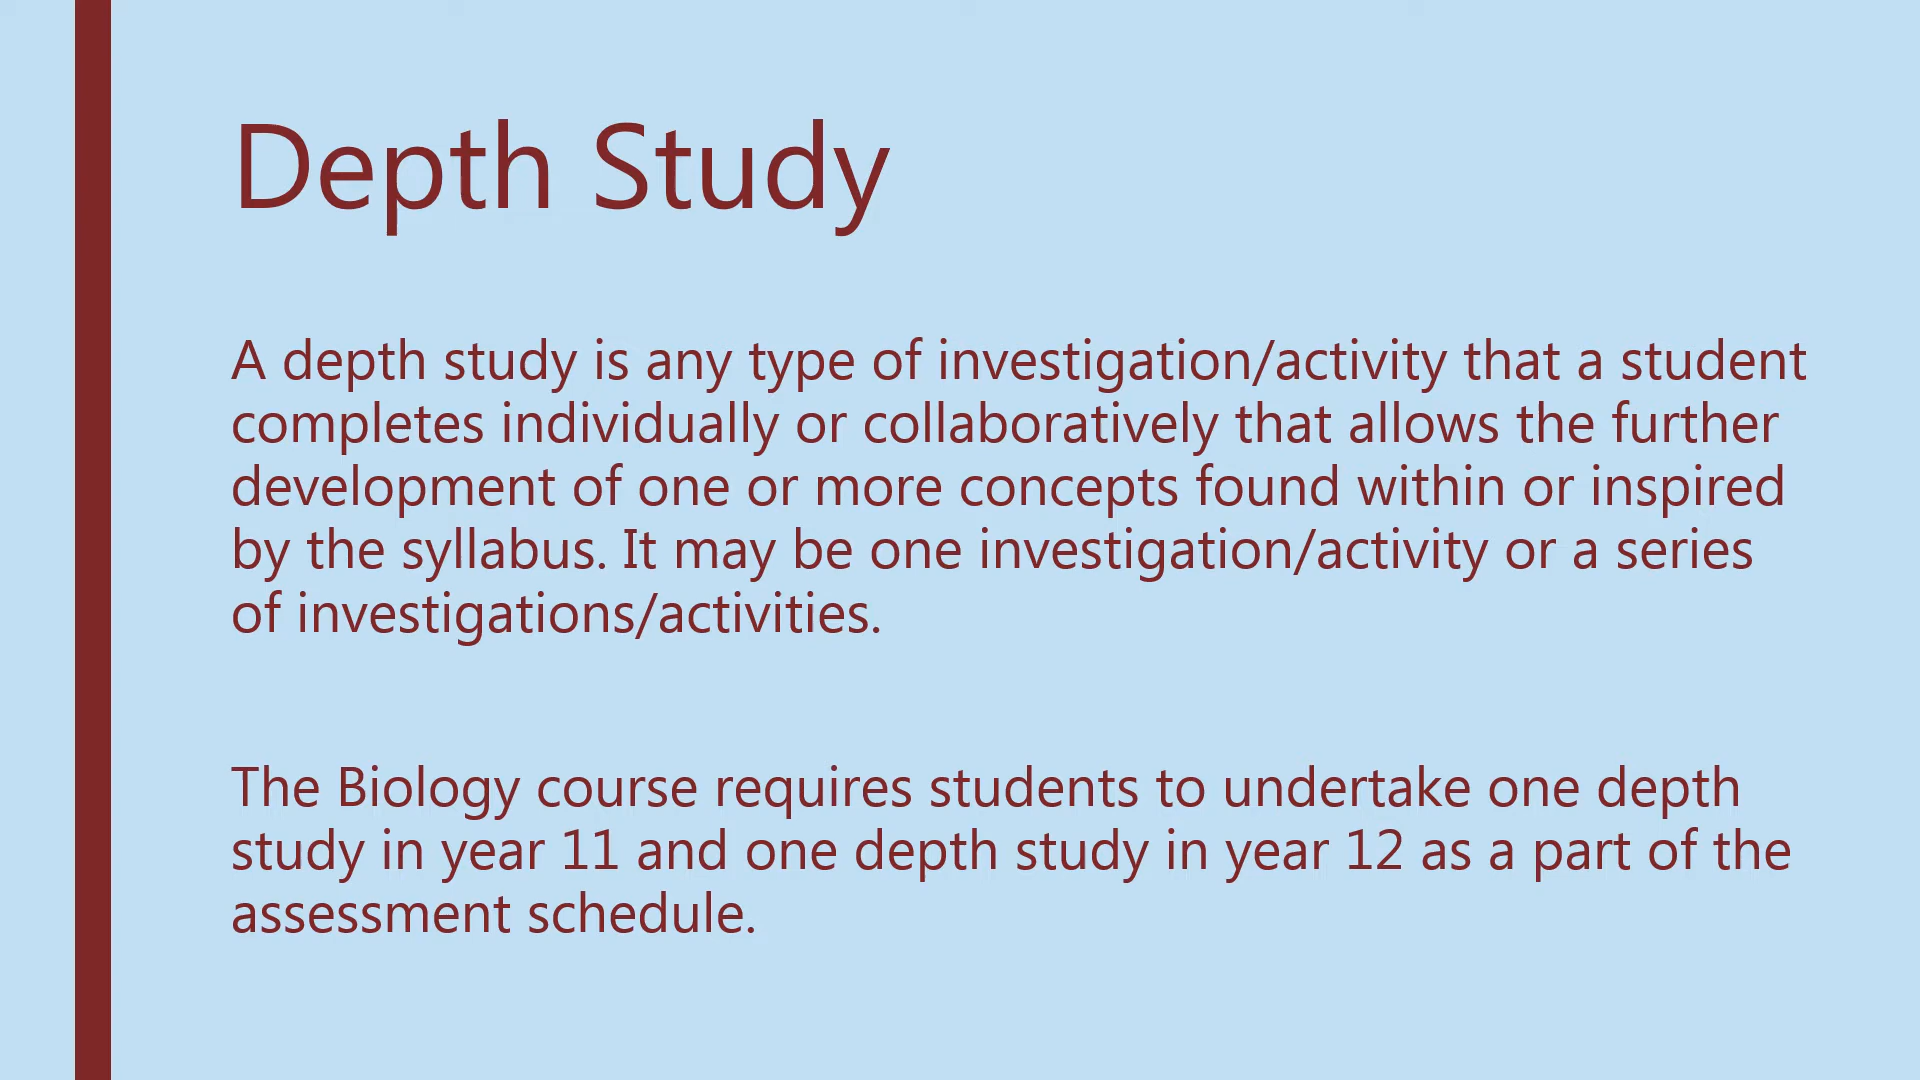 Depth Study
A depth study is any type of investigation/activity that a student
completes individually or collaboratively that allows the further
development of one or more concepts found within or inspired
by the syllabus. It may be one investigation/activity or a series
of investigations/activities.
The Biology course requires students to undertake one depth
study in year 11 and one depth study in year 12 as a part of the
assessment schedule.